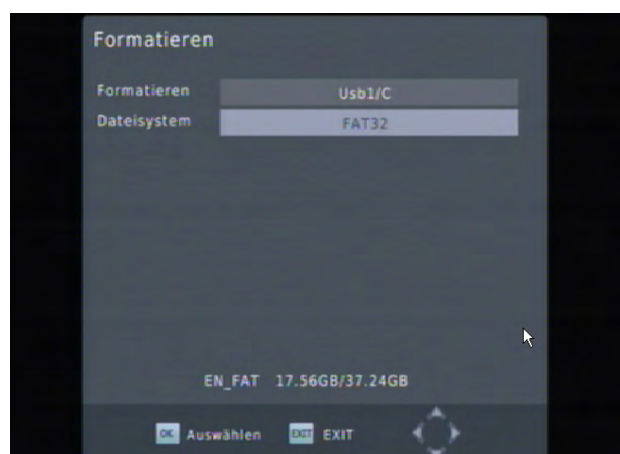 Formatieren
Formatieren Usb1/C
Dateisystem FAT32
EN_FAT 17.56GB/37.24GB
OK Auswählen EXIT EXIT